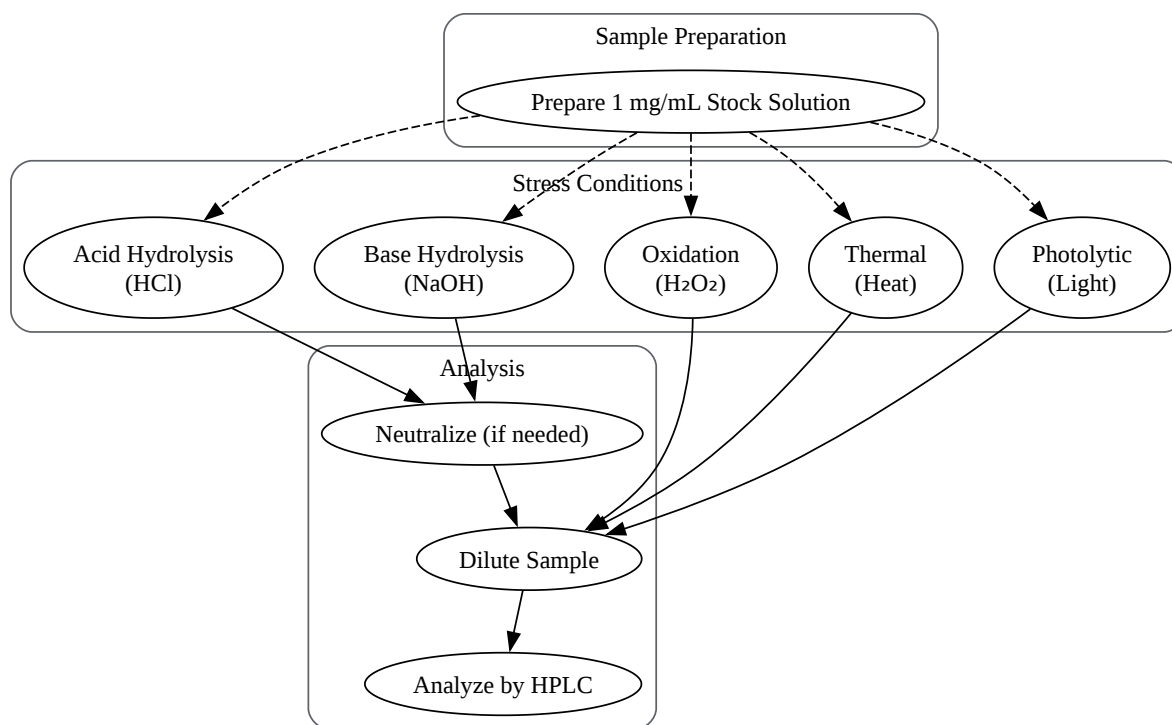 Sample Preparation
Prepare 1 mg/mL Stock Solution
Stress Conditions
Acid Hydrolysis
(HCl)
Base Hydrolysis
(NaOH)
Oxidation
(H₂O₂)
Thermal
(Heat)
Photolytic
(Light)
Analysis
Neutralize (if needed)
Dilute Sample
Analyze by HPLC